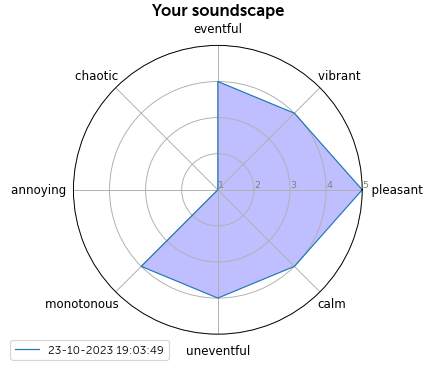 Your soundscape
eventful
chaotic
vibrant
annoying
1
2
3
4
5
pleasant
monotonous
calm
uneventful
23-10-2023 19:03:49